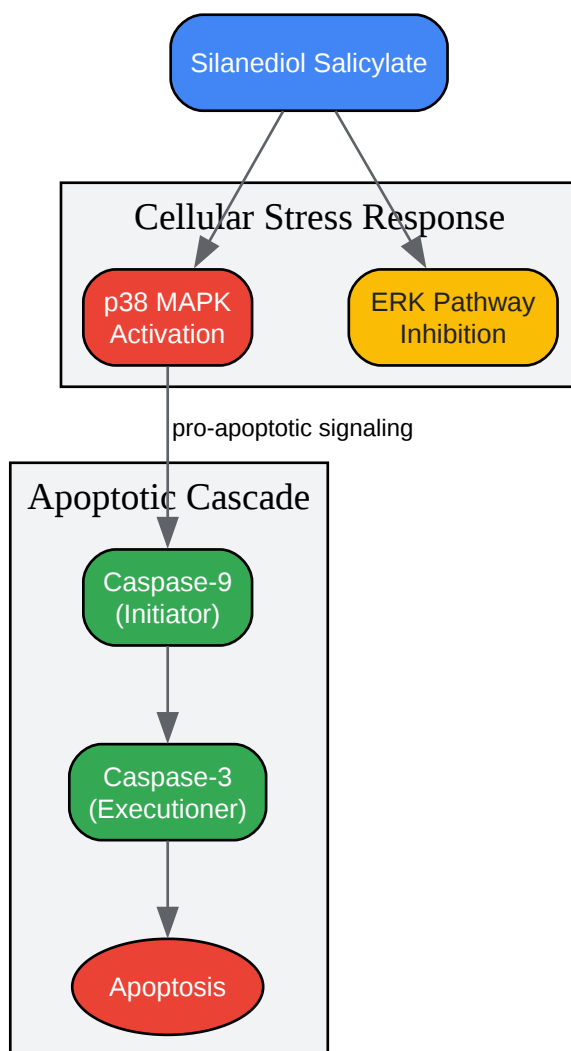 Silanediol Salicylate
Cellular Stress Response
p38 MAPK
Activation
ERK Pathway
Inhibition
pro-apoptotic signaling
Apoptotic Cascade
Caspase-9
(Initiator)
Caspase-3
(Executioner)
Apoptosis